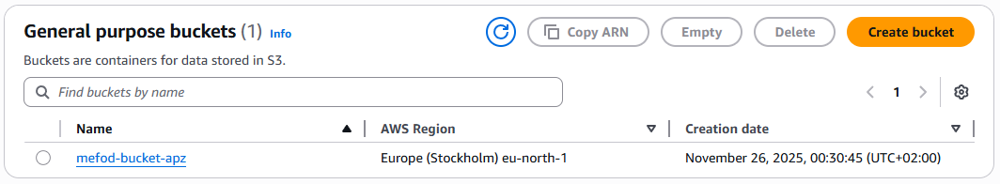 General purpose buckets (1) Info
Copy ARN Empty Delete Create bucket
Buckets are containers for data stored in S3.
Find buckets by name
1
Name AWS Region Creation date
mefod-bucket-apz Europe (Stockholm) eu-north-1 November 26, 2025, 00:30:45 (UTC+02:00)